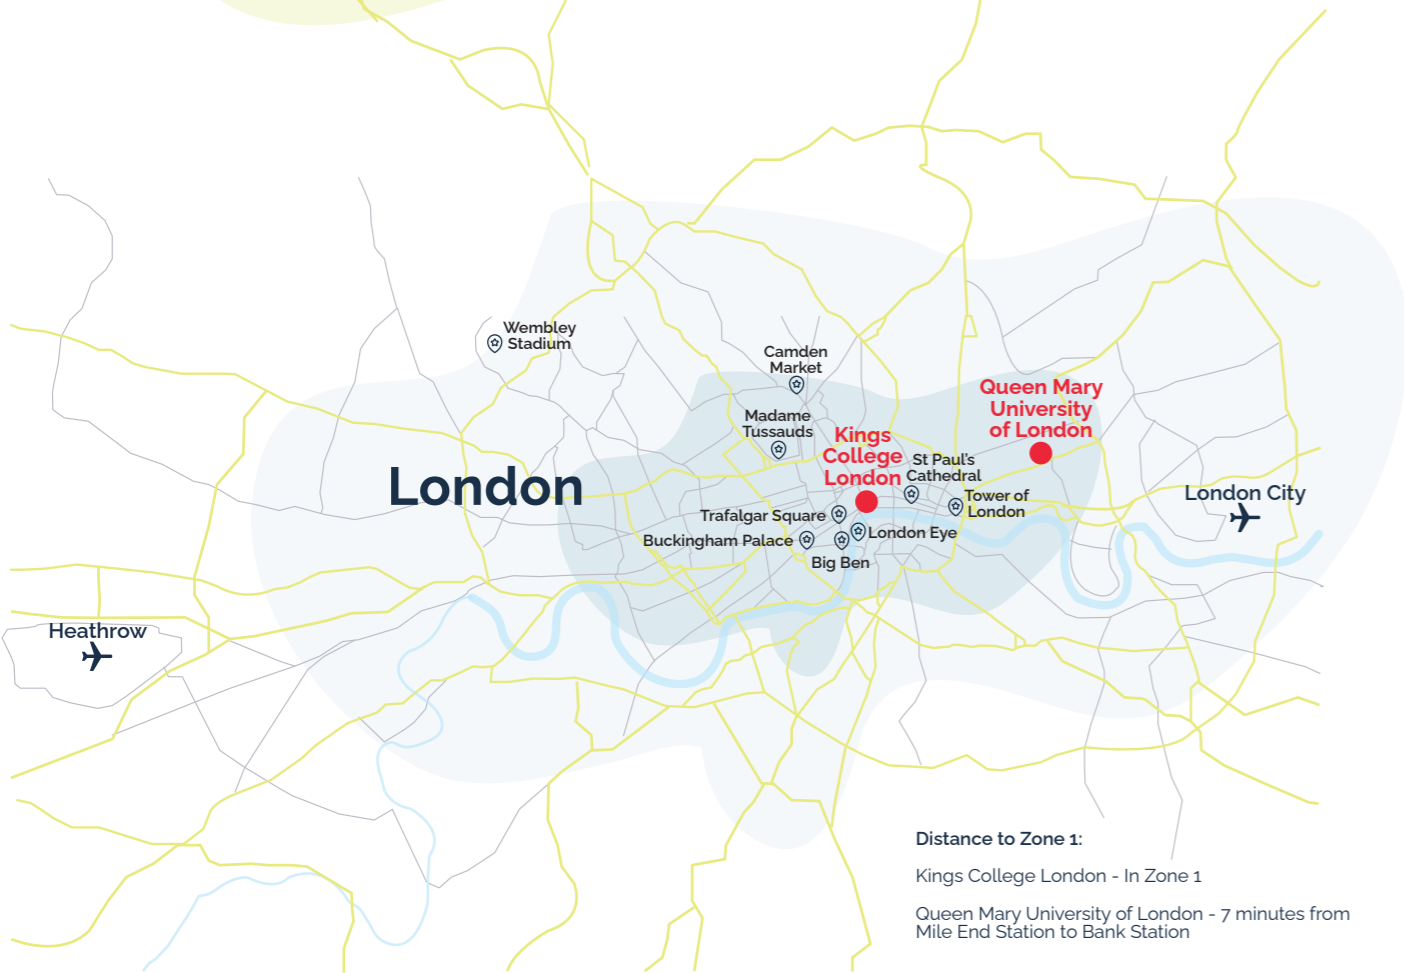 Wembley
Stadium
Camden
Market
Queen Mary
University
of London
Madame
Tussauds
Kings
College
London
St Paul's
Cathedral
London
London City
Tower of
London
Trafalgar Square
London Eye
Buckingham Palace
Big Ben
Heathrow
Distance to Zone 1:
Kings College London - In Zone 1
Queen Mary University of London - 7 minutes from
Mile End Station to Bank Station